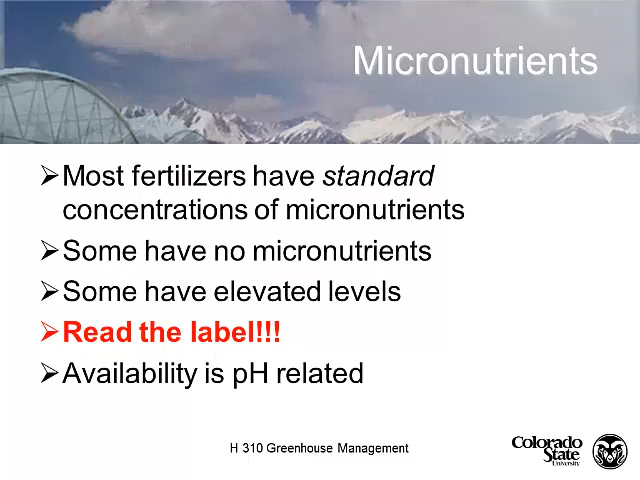 Micronutrients
➢Most fertilizers have standard
concentrations of micronutrients
➢Some have no micronutrients
➢Some have elevated levels
➢Read the label!!!
➢Availability is pH related
H 310 Greenhouse Management
Colorado
State
University